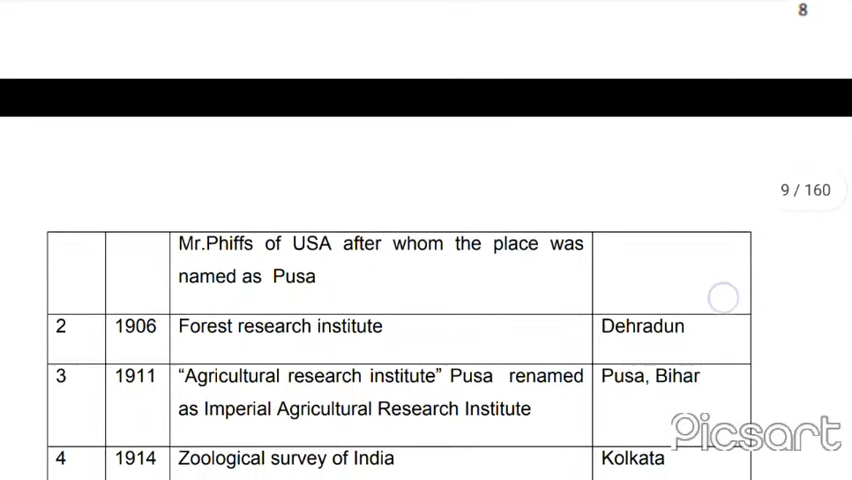 8
9 / 160
Mr.Phiffs of USA after whom the place was
named as Pusa
2 1906 Forest research institute Dehradun
3 1911 “Agricultural research institute” Pusa renamed Pusa, Bihar
as Imperial Agricultural Research Institute
Picsart
4 1914 Zoological survey of India Kolkata